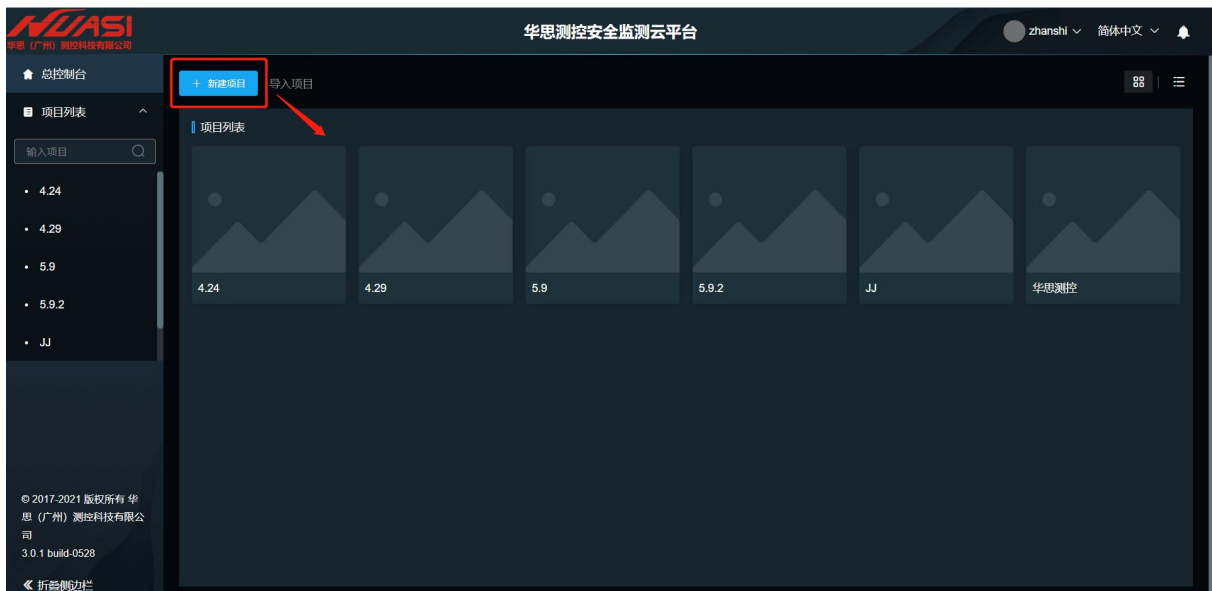 HUASI
华思（广州）测控科技有限公司
华思测控安全监测云平台
zhanshi
简体中文
总控制台
项目列表
输入项目
4.24
4.29
5.9
5.9.2
JJ
© 2017-2021 版权所有 华
思（广州）测控科技有限公
司
3.0.1 build-0528
折叠侧边栏
+ 新建项目
导入项目
项目列表
4.24
4.29
5.9
5.9.2
JJ
华思测控